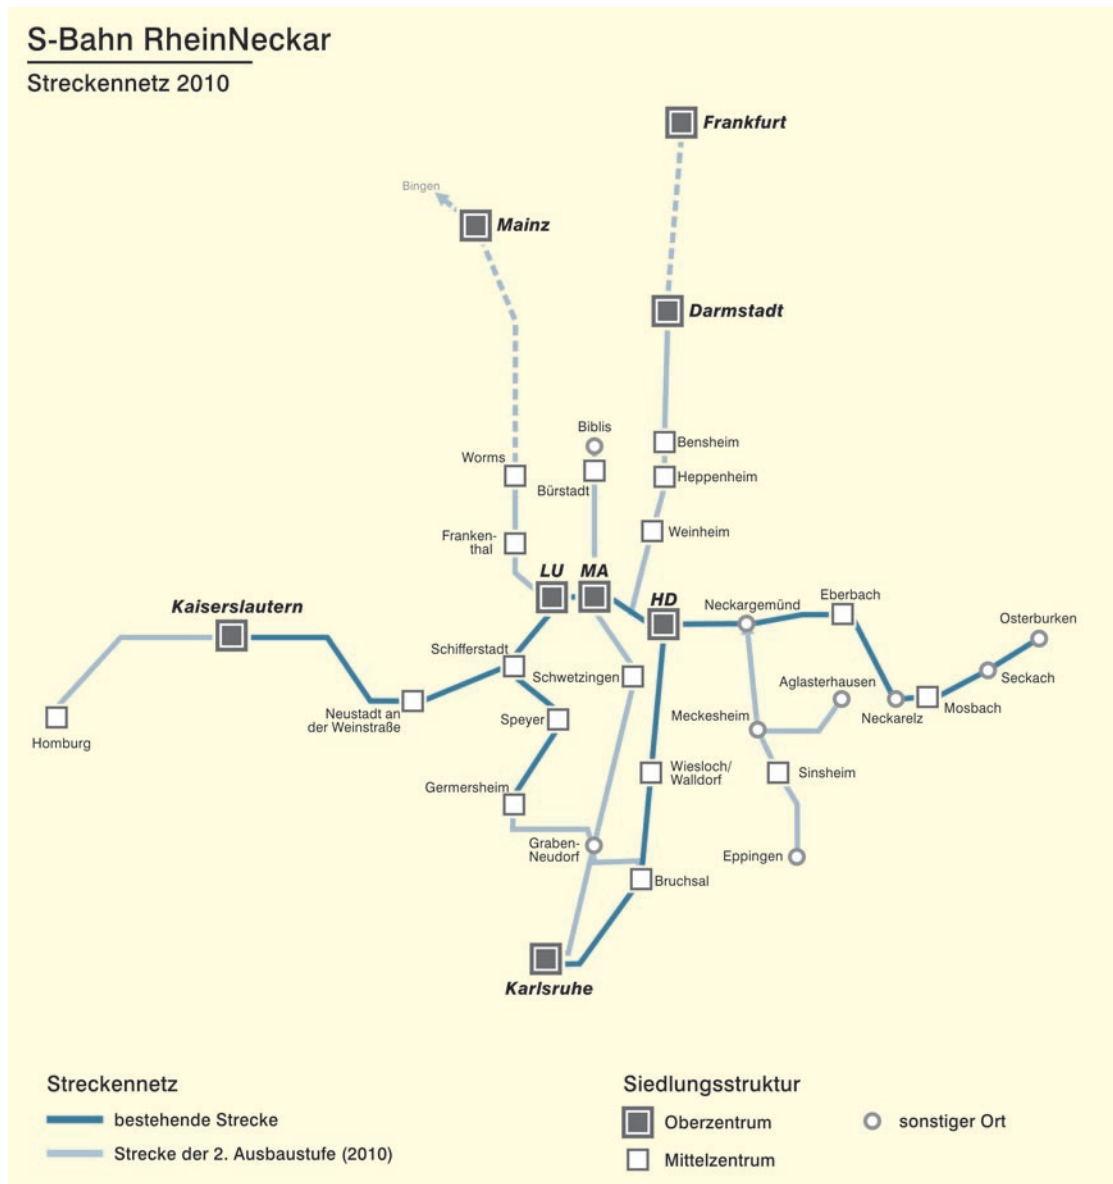 S-Bahn RheinNeckar
Streckennetz 2010
Frankfurt
Bingen
Mainz
Darmstadt
Biblis
Bensheim
Worms
Heppenheim
Bürstadt
Weinheim
Franken-
thal
LU
MA
HD
Kaiserslautern
Neckargemünd
Eberbach
Osterburken
Schifferstadt
Schwetzingen
Seckach
Aglasterhausen
Neckarelz
Mosbach
Neustadt an
der Weinstraße
Speyer
Meckesheim
Homburg
Wiesloch/
Walldorf
Sinsheim
Germersheim
Graben-
Neudorf
Eppingen
Bruchsal
Karlsruhe
Streckennetz
bestehende Strecke
Strecke der 2. Ausbaustufe (2010)
Siedlungsstruktur
Oberzentrum
sonstiger Ort
Mittelzentrum